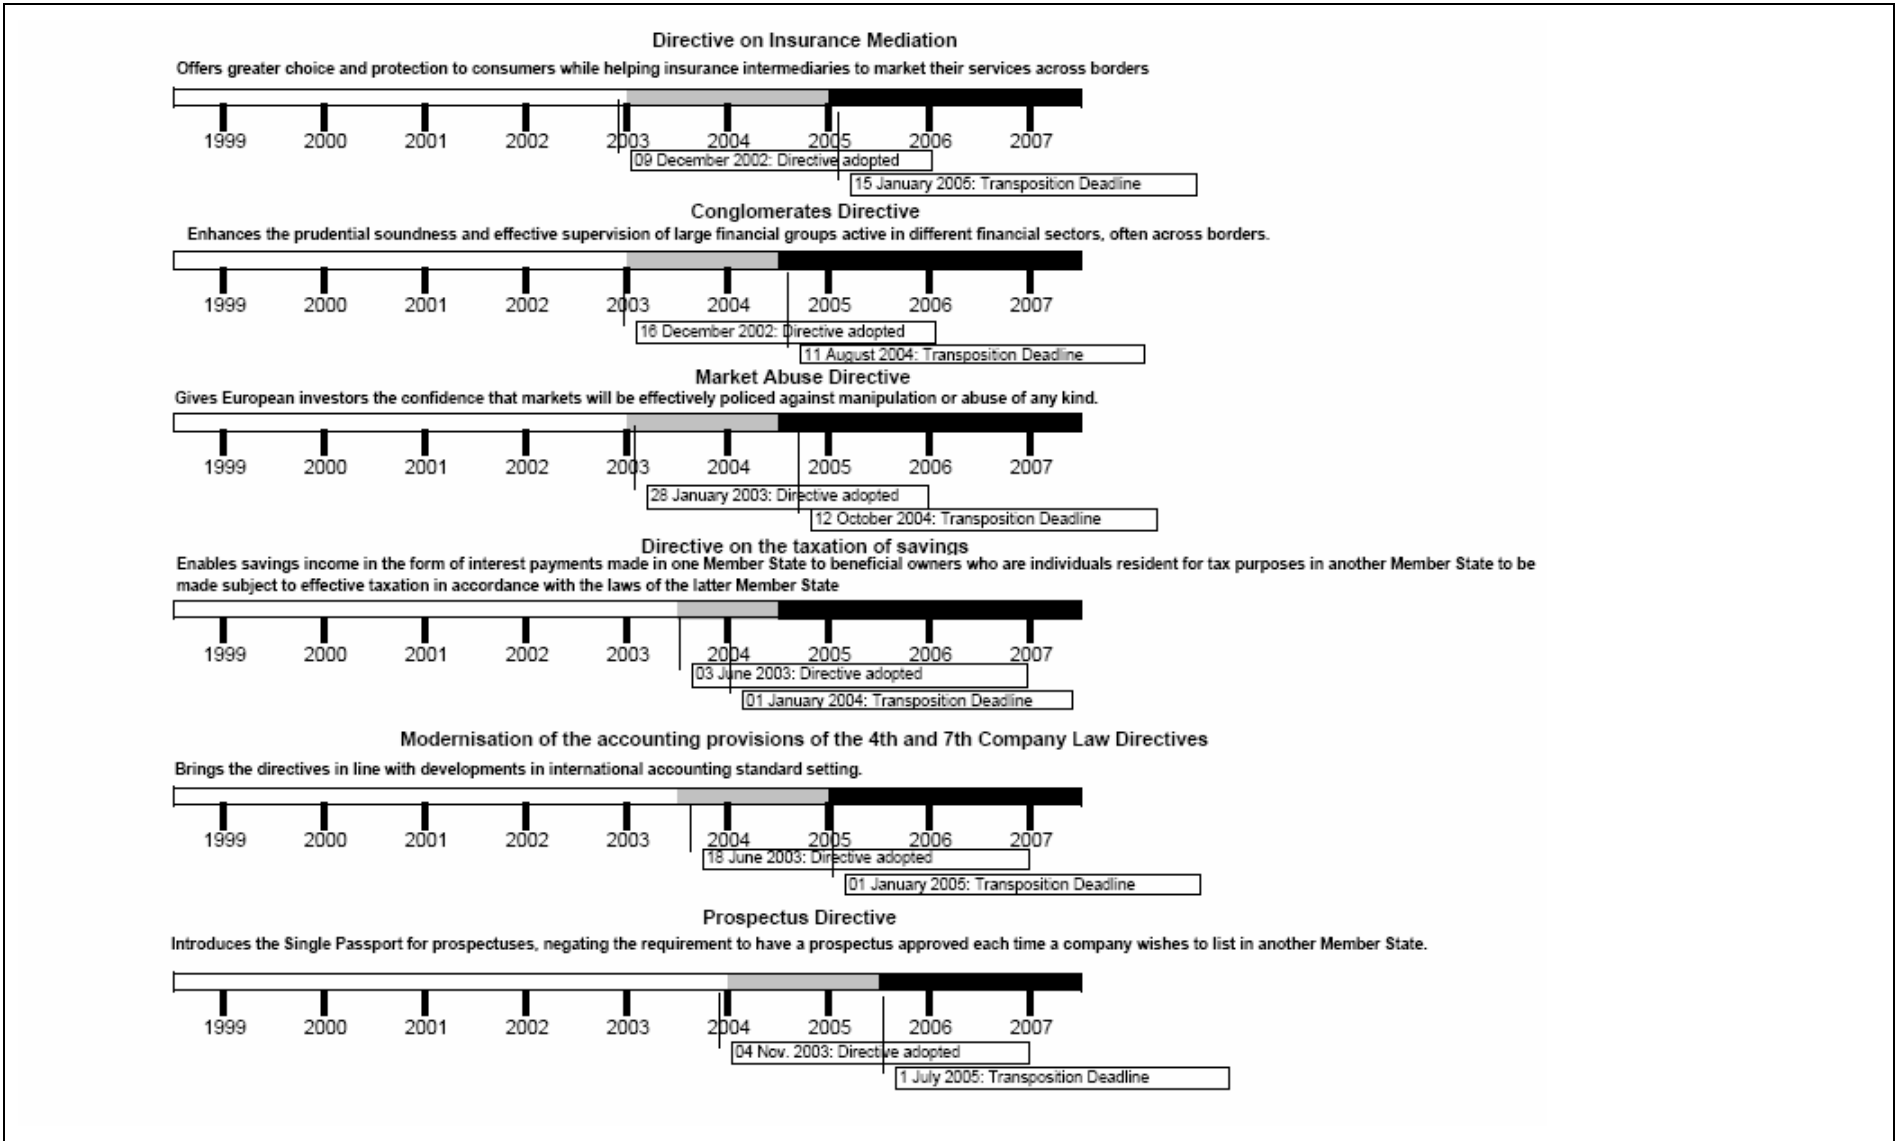 Directive on Insurance Mediation
Offers greater choice and protection to consumers while helping insurance intermediaries to market their services across borders
1999 2000 2001 2002 2003 2004 2005 2006 2007
09 December 2002: Directive adopted
15 January 2005: Transposition Deadline
Conglomerates Directive
Enhances the prudential soundness and effective supervision of large financial groups active in different financial sectors, often across borders.
1999 2000 2001 2002 2003 2004 2005 2006 2007
16 December 2002: Directive adopted
11 August 2004: Transposition Deadline
Market Abuse Directive
Gives European investors the confidence that markets will be effectively policed against manipulation or abuse of any kind.
1999 2000 2001 2002 2003 2004 2005 2006 2007
28 January 2003: Directive adopted
12 October 2004: Transposition Deadline
Directive on the taxation of savings
Enables savings income in the form of interest payments made in one Member State to beneficial owners who are individuals resident for tax purposes in another Member State to be
made subject to effective taxation in accordance with the laws of the latter Member State
1999 2000 2001 2002 2003 2004 2005 2006 2007
03 June 2003: Directive adopted
01 January 2004: Transposition Deadline
Modernisation of the accounting provisions of the 4th and 7th Company Law Directives
Brings the directives in line with developments in international accounting standard setting.
1999 2000 2001 2002 2003 2004 2005 2006 2007
18 June 2003: Directive adopted
01 January 2005: Transposition Deadline
Prospectus Directive
Introduces the Single Passport for prospectuses, negating the requirement to have a prospectus approved each time a company wishes to list in another Member State.
1999 2000 2001 2002 2003 2004 2005 2006 2007
04 Nov. 2003: Directive adopted
1 July 2005: Transposition Deadline